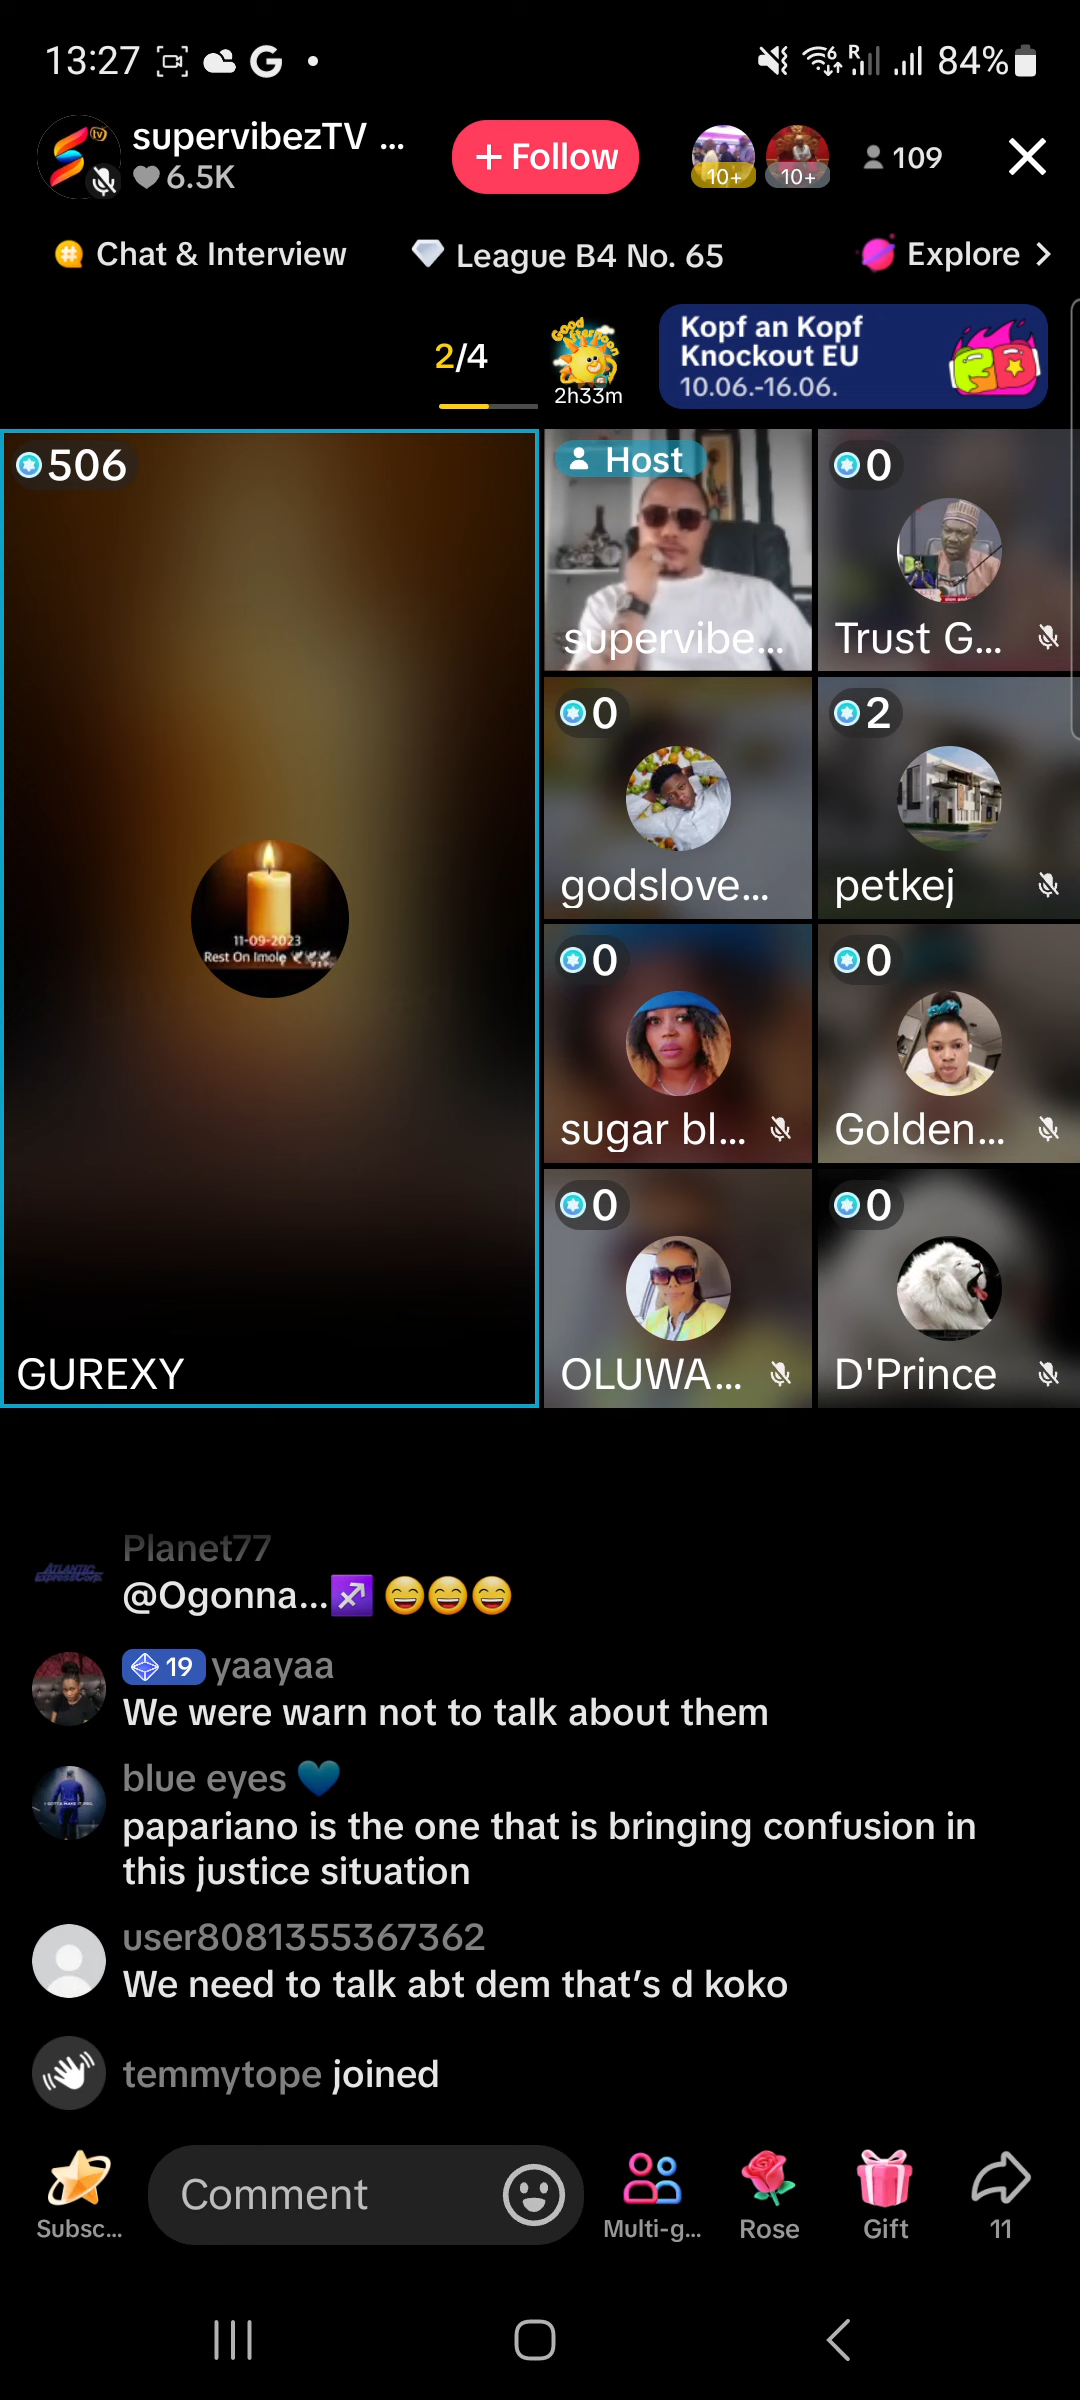 13:27
R
84%
tv
supervibezTV ...
6.5K
+ Follow
10+
10+
109
Chat & Interview
League B4 No. 65
Explore
2/4
Good
Afternoon
2h33m
Kopf an Kopf
Knockout EU
10.06.-16.06.
506
11-09-2023
Rest On Imole
GUREXY
Host
supervibe...
0
Trust G...
0
godslove...
2
petkej
0
sugar bl...
0
Golden...
0
OLUWA...
0
D'Prince
Planet77
@Ogonna...♐ 😄😄😄
19 yaayaa
We were warn not to talk about them
blue eyes 💙
papariano is the one that is bringing confusion in
this justice situation
user8081355367362
We need to talk abt dem that's d koko
temmytope joined
Subsc...
Comment
Multi-g...
Rose
Gift
11